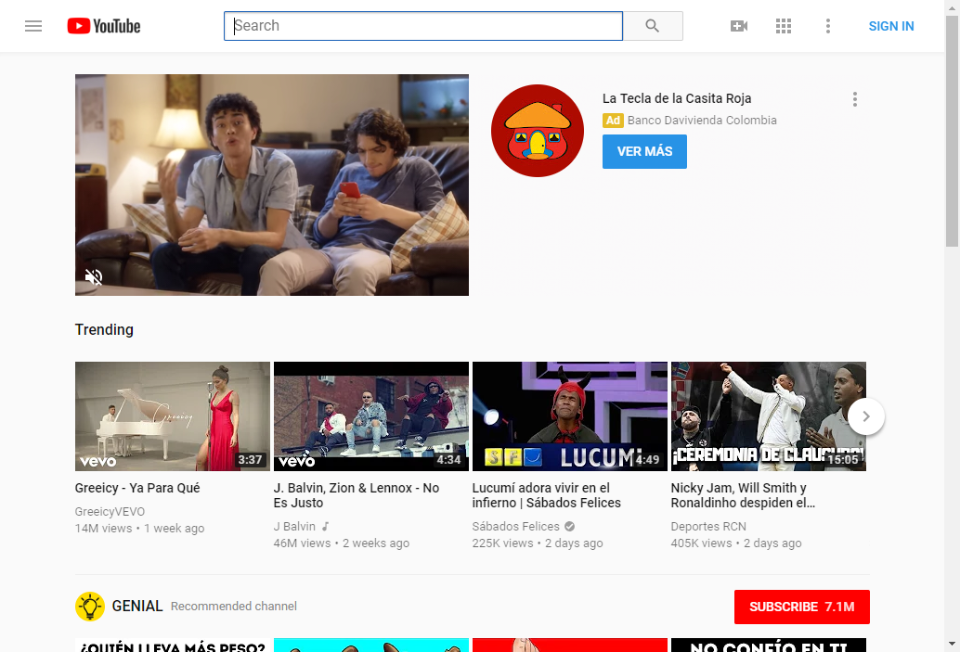 YouTube
Search
SIGN IN
La Tecla de la Casita Roja
Ad Banco Davivienda Colombia
VER MÁS
Trending
Greeicy
vevo
3:37
vevo
4:34
LUCUMÍ
4:49
¡CEREMONIA DE CLAUSURA!
15:05
Greeicy - Ya Para Qué
GreeicyVEVO
14M views • 1 week ago
J. Balvin, Zion & Lennox - No
Es Justo
J Balvin
46M views • 2 weeks ago
Lucumí adora vivir en el
infierno | Sábados Felices
Sábados Felices
225K views • 2 days ago
Nicky Jam, Will Smith y
Ronaldinho despiden el...
Deportes RCN
405K views • 2 days ago
GENIAL Recommended channel
SUBSCRIBE 7.1M
¿QUIÉN LLEVA MÁS PESO?
NO CONFÍO EN TI